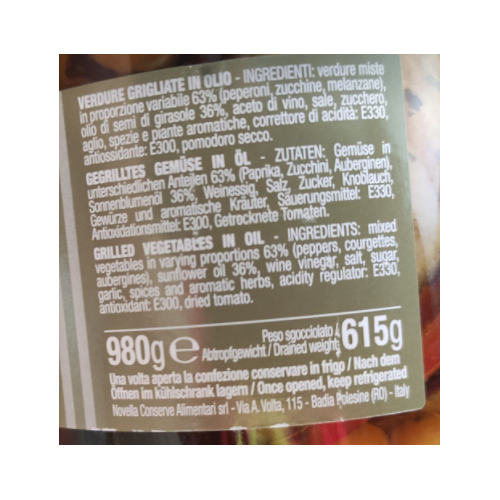 VERDURE GRIGLIATE IN OLIO - INGREDIENTI: verdure miste
in proporzione variabile 63% (peperoni, zucchine, melanzane),
olio di semi di girasole 36%, aceto di vino, sale, zucchero,
aglio, spezie e piante aromatiche, correttore di acidità: E330,
antiossidante: E300, pomodoro secco.
GEGRILLTES GEMÜSE IN ÖL - ZUTATEN: Gemüse in
unterschiedlichen Anteilen 63% (Paprika, Zucchini, Auberginen),
Sonnenblumenöl 36%, Weinessig, Salz, Zucker, Knoblauch,
Gewürze und aromatische Kräuter, Säuerungsmittel: E330,
Antioxidationsmittel: E300, Getrocknete Tomaten.
GRILLED VEGETABLES IN OIL - INGREDIENTS: mixed
vegetables in varying proportions 63% (peppers, courgettes,
aubergines), sunflower oil 36%, wine vinegar, salt, sugar,
garlic, spices and aromatic herbs, acidity regulator: E330,
antioxidant: E300, dried tomato.
980g e Peso sgocciolato/
Abtropfgewicht/Drained weight: 615g
Una volta aperta la confezione conservare in frigo / Nach dem
Öffnen im kühlschrank lagern / Once opened, keep refrigerated
Novella Conserve Alimentari srl - Via A. Volta, 115 - Badia Polesine (RO) - Italy